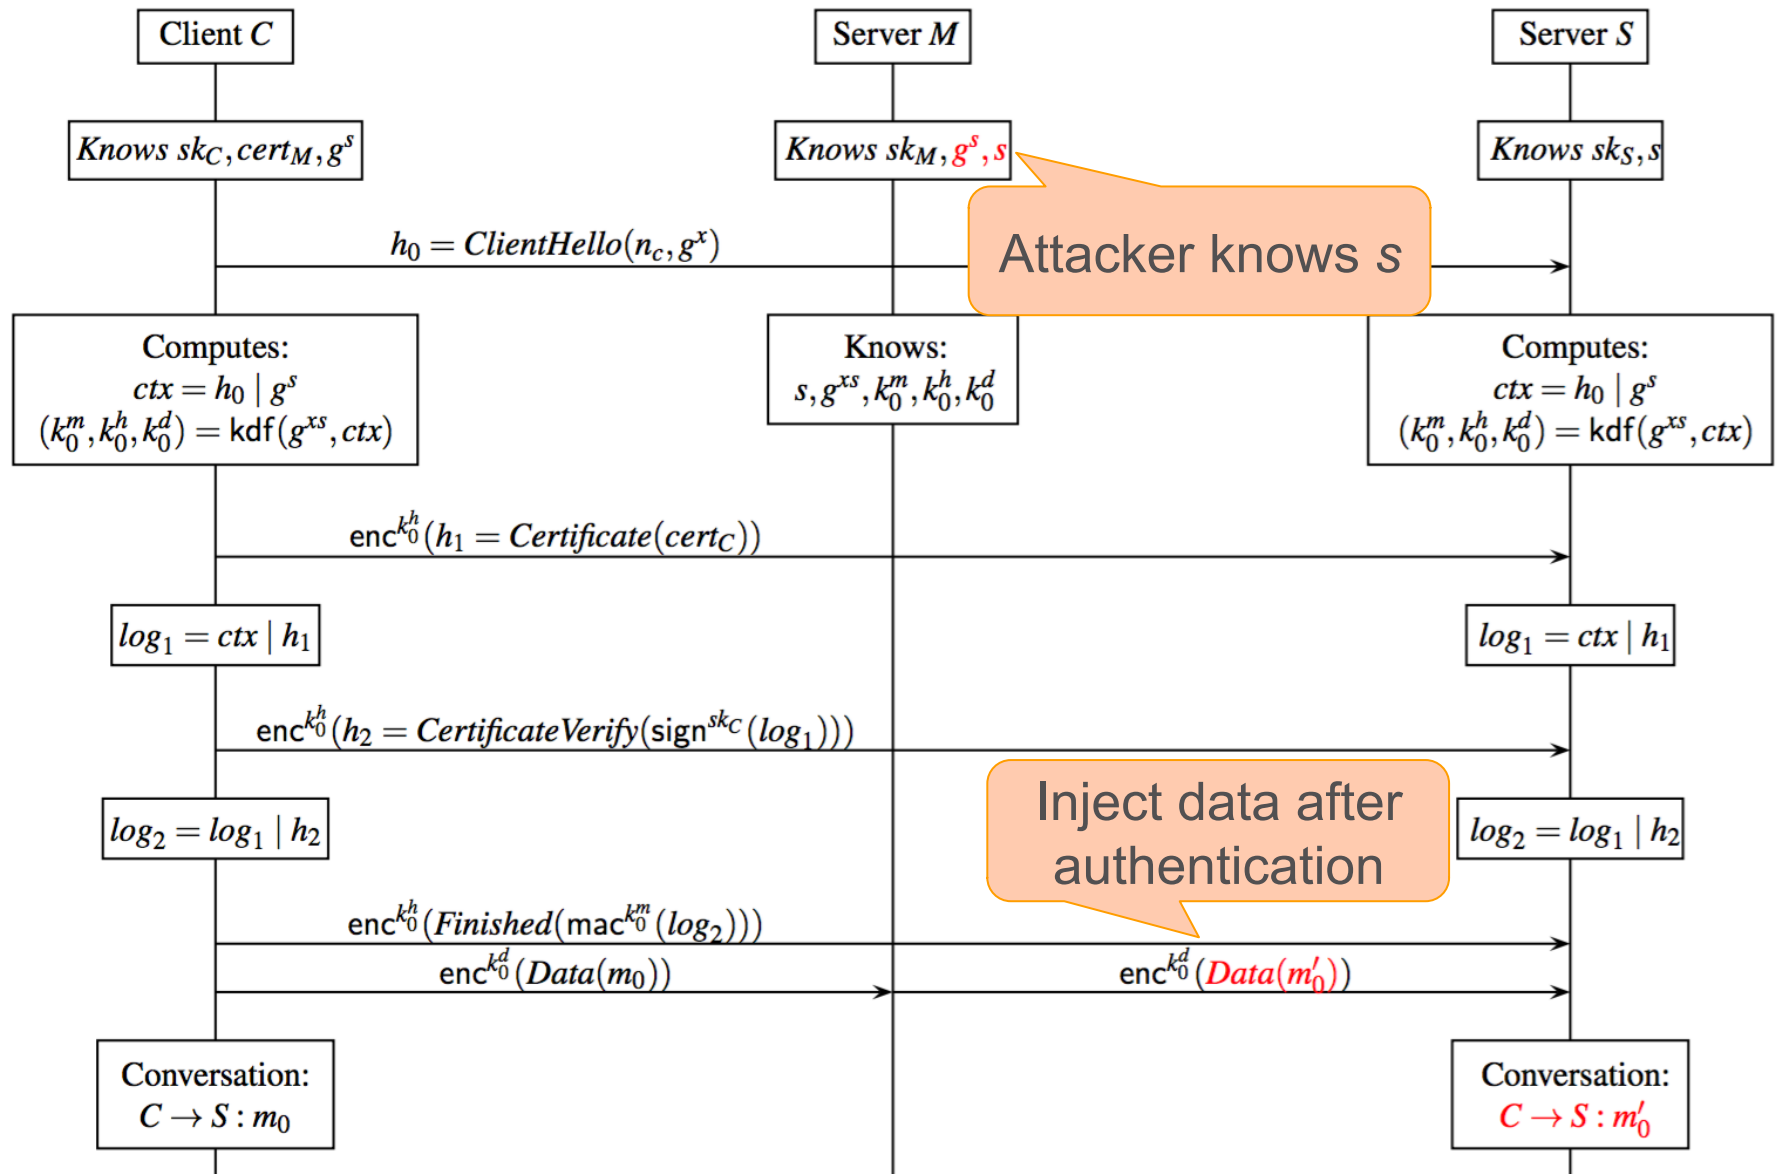 Client C
Server M
Server S
Knows sk_C, cert_M, g^s
Knows sk_M, g^s, s
Knows sk_S, s
Attacker knows s
h_0 = ClientHello(n_c, g^x)
Computes:
ctx = h_0 | g^s
(k_0^m, k_0^h, k_0^d) = kdf(g^{xs}, ctx)
Knows:
s, g^{xs}, k_0^m, k_0^h, k_0^d
Computes:
ctx = h_0 | g^s
(k_0^m, k_0^h, k_0^d) = kdf(g^{xs}, ctx)
enc^{k_0^h}(h_1 = Certificate(cert_C))
log_1 = ctx | h_1
log_1 = ctx | h_1
enc^{k_0^h}(h_2 = CertificateVerify(sign^{sk_C}(log_1)))
Inject data after
authentication
log_2 = log_1 | h_2
log_2 = log_1 | h_2
enc^{k_0^h}(Finished(mac^{k_0^m}(log_2)))
enc^{k_0^d}(Data(m_0))
enc^{k_0^d}(Data(m_0'))
Conversation:
C → S : m_0
Conversation:
C → S : m_0'